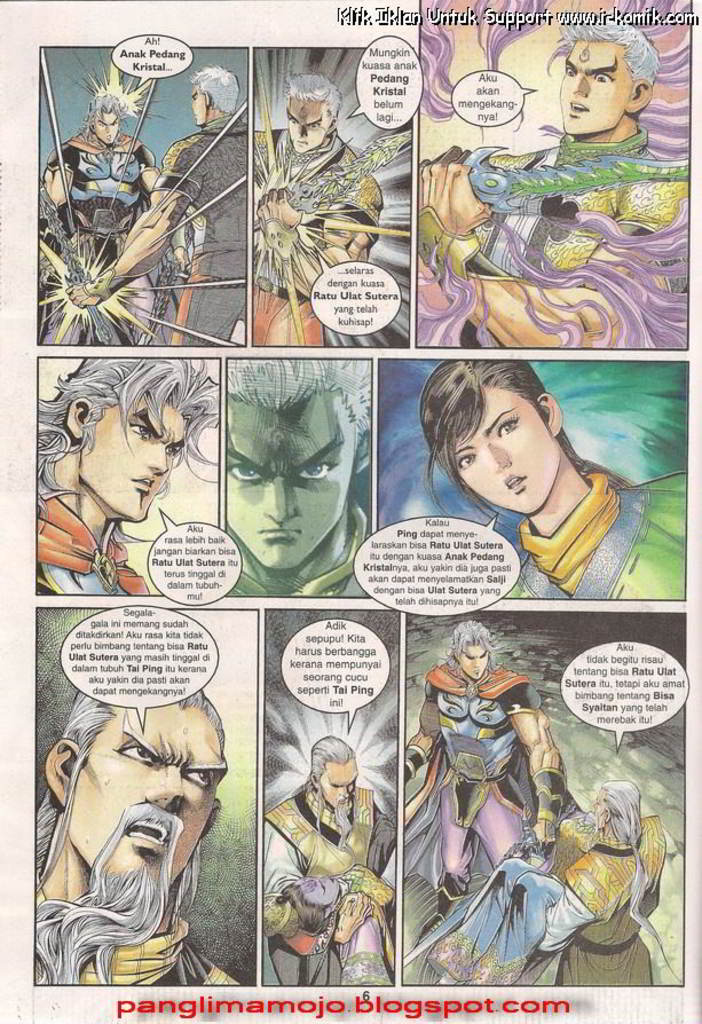 Klik Iklan Untuk Support www.ir-komik.com
Ah!
Anak Pedang
Kristal...
Mungkin
kuasa anak
Pedang
Kristal
belum
lagi...
...selaras
dengan kuasa
Ratu Ulat Sutera
yang telah
kuhisap!
Aku
akan
mengekang-
nya!
Aku
rasa lebih baik
jangan biarkan bisa
Ratu Ulat Sutera itu
terus tinggal di
dalam tubuh-
mu!
Kalau
Ping dapat menye-
laraskan bisa Ratu Ulat Sutera
itu dengan kuasa Anak Pedang
Kristalnya, aku yakin dia juga pasti
akan dapat menyelamatkan Salji
dengan bisa Ulat Sutera yang
telah dihisapnya itu!
Segala-
gala ini memang sudah
ditakdirkan! Aku rasa kita tidak
perlu bimbang tentang bisa Ratu
Ulat Sutera yang masih tinggal di
dalam tubuh Tai Ping itu kerana
aku yakin dia pasti akan
dapat mengekangnya!
Adik
sepupu! Kita
harus berbangga
kerana mempunyai
seorang cucu
seperti Tai Ping
ini!
Aku
tidak begitu risau
tentang bisa Ratu Ulat
Sutera itu, tetapi aku amat
bimbang tentang Bisa
Syaitan yang telah
merebak itu!
6
panglimamojo.blogspot.com